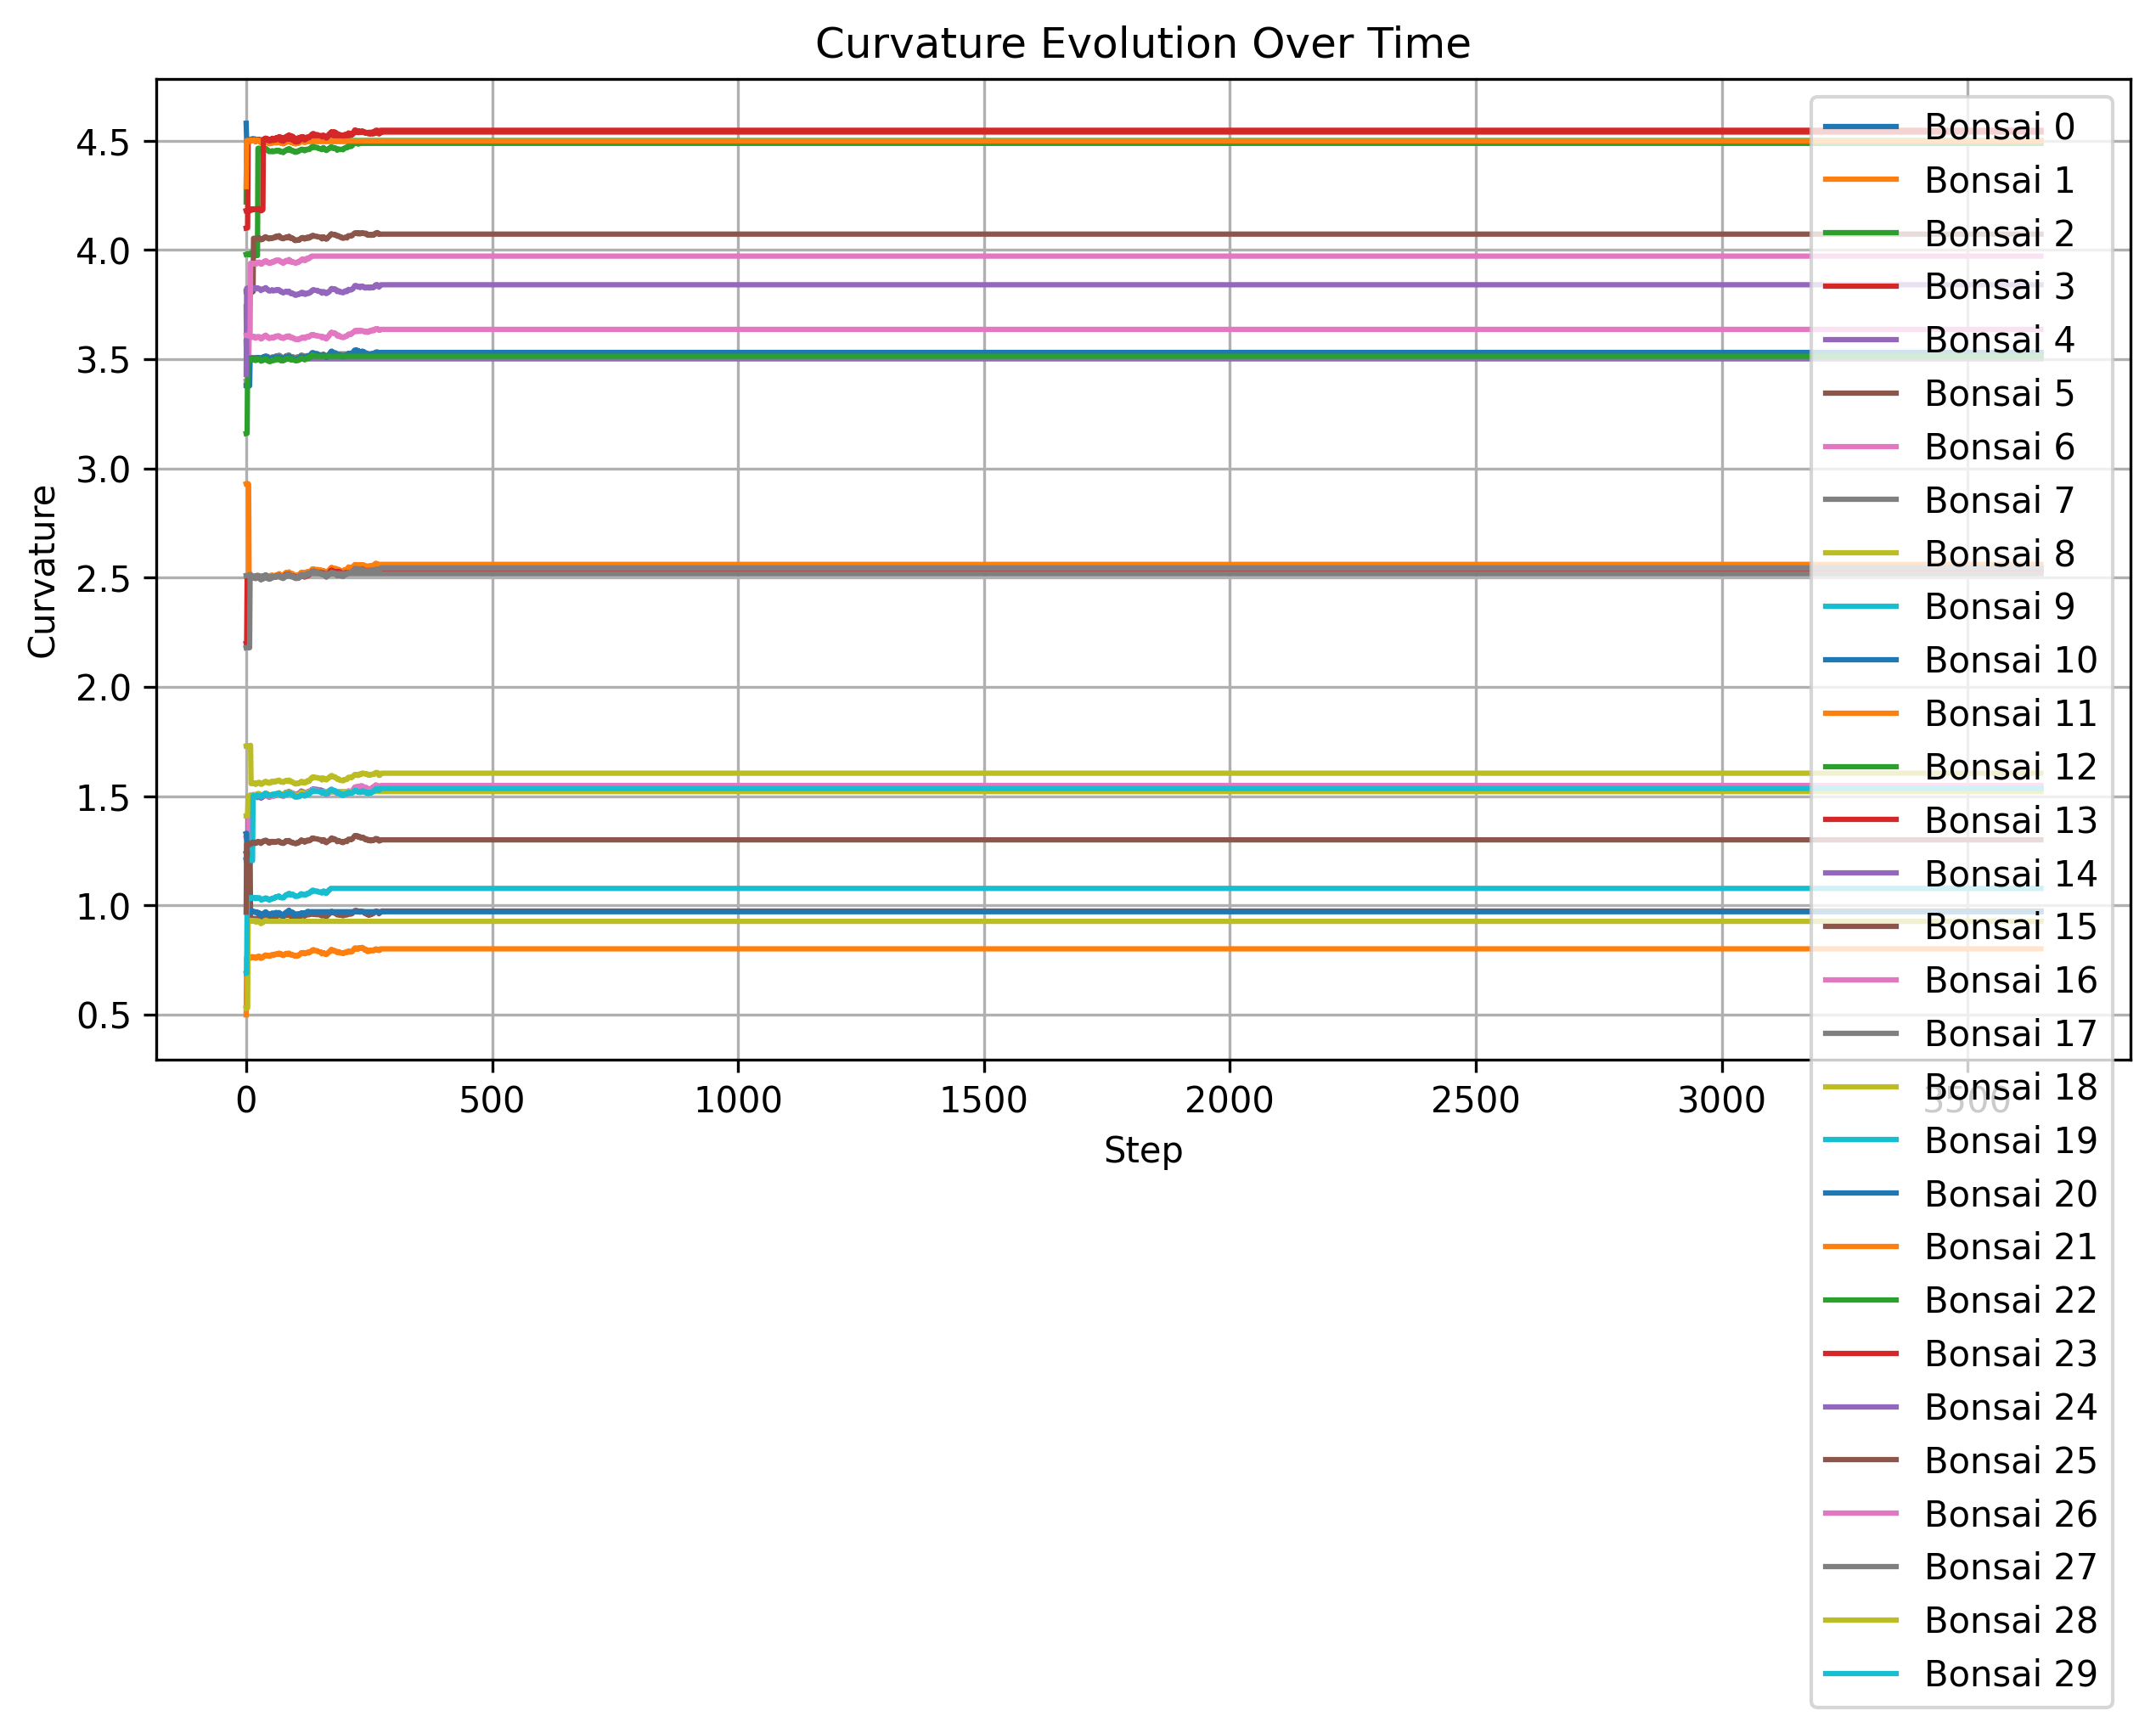 Curvature Evolution Over Time
Curvature
4.5
4.0
3.5
3.0
2.5
2.0
1.5
1.0
0.5
0
500
1000
1500
2000
2500
3000
3500
Step
Bonsai 0
Bonsai 1
Bonsai 2
Bonsai 3
Bonsai 4
Bonsai 5
Bonsai 6
Bonsai 7
Bonsai 8
Bonsai 9
Bonsai 10
Bonsai 11
Bonsai 12
Bonsai 13
Bonsai 14
Bonsai 15
Bonsai 16
Bonsai 17
Bonsai 18
Bonsai 19
Bonsai 20
Bonsai 21
Bonsai 22
Bonsai 23
Bonsai 24
Bonsai 25
Bonsai 26
Bonsai 27
Bonsai 28
Bonsai 29